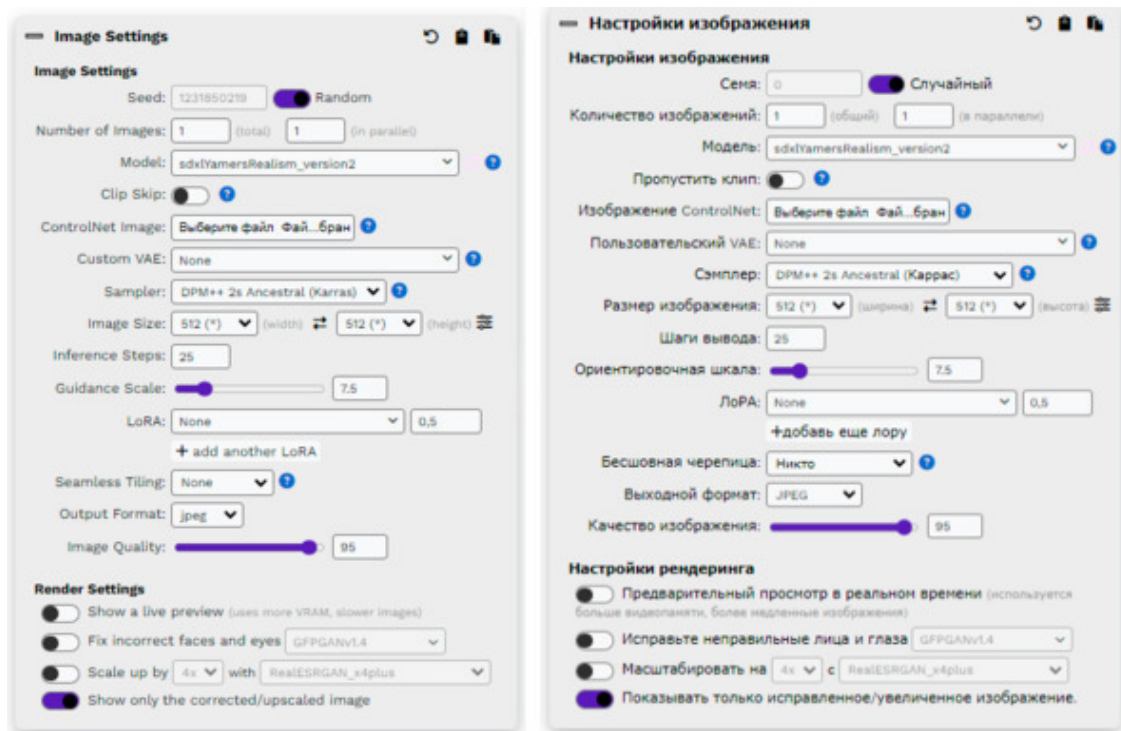 Image Settings
Image Settings
Seed: 1231850219 Random
Number of Images: 1 (total) 1 (in parallel)
Model: sdxlYamersRealism_version2 ?
Clip Skip: ?
ControlNet Image: Выберите файл Фай...бран ?
Custom VAE: None ?
Sampler: DPM++ 2s Ancestral (Karras) ?
Image Size: 512 (*) (width) 512 (*) (height)
Inference Steps: 25
Guidance Scale: 7.5
LoRA: None 0,5
+ add another LoRA
Seamless Tiling: None ?
Output Format: jpeg
Image Quality: 95
Render Settings
Show a live preview (uses more VRAM, slower images)
Fix incorrect faces and eyes GFPGANv1.4
Scale up by 4x with RealESRGAN_x4plus
Show only the corrected/upscaled image
Настройки изображения
Настройки изображения
Семя: 0 Случайный
Количество изображений: 1 (общий) 1 (в параллели)
Модель: sdxlYamersRealism_version2 ?
Пропустить клип: ?
Изображение ControlNet: Выберите файл Фай...бран ?
Пользовательский VAE: None ?
Сэмплер: DPM++ 2s Ancestral (Каррас) ?
Размер изображения: 512 (*) (ширина) 512 (*) (высота)
Шаги вывода: 25
Ориентировочная шкала: 7.5
ЛоРА: None 0,5
+добавь еще лору
Бесшовная черепица: Никто ?
Выходной формат: JPEG
Качество изображения: 95
Настройки рендеринга
Предварительный просмотр в реальном времени (используется
больше видеопамяти, более медленные изображения)
Исправьте неправильные лица и глаза GFPGANv1.4
Масштабировать на 4x с RealESRGAN_x4plus
Показывать только исправленное/увеличенное изображение.